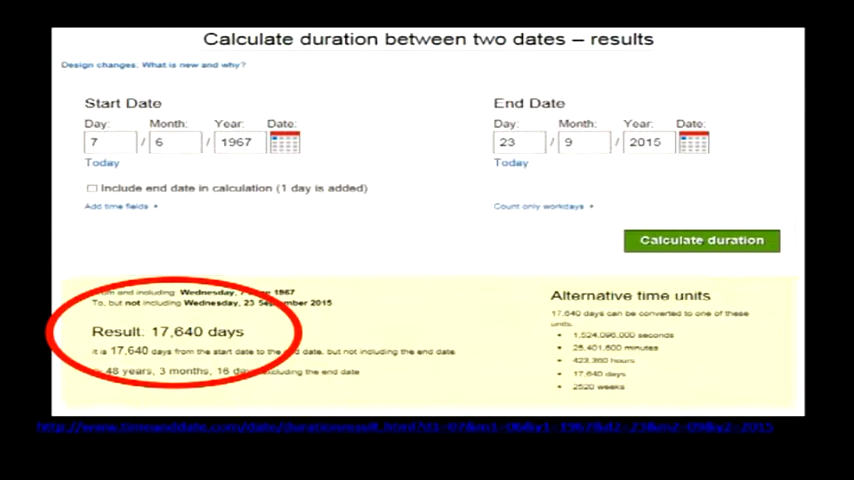 Calculate duration between two dates – results
Design changes: What is new and why?
Start Date
End Date
Day: Month: Year: Date:
Day: Month: Year: Date:
7 / 6 / 1967
23 / 9 / 2015
Today
Today
Include end date in calculation (1 day is added)
Add time fields
Count only workdays
Calculate duration
and including Wednesday, 1967
To, but not including Wednesday, 23 September 2015
Result: 17,640 days
It is 17,640 days from the start date to the end date, but not including the end date
48 years, 3 months, 16 days excluding the end date
Alternative time units
17,640 days can be converted to one of these
units.
1,524,096,000 seconds
25,401,600 minutes
423,360 hours
17,640 days
2520 weeks